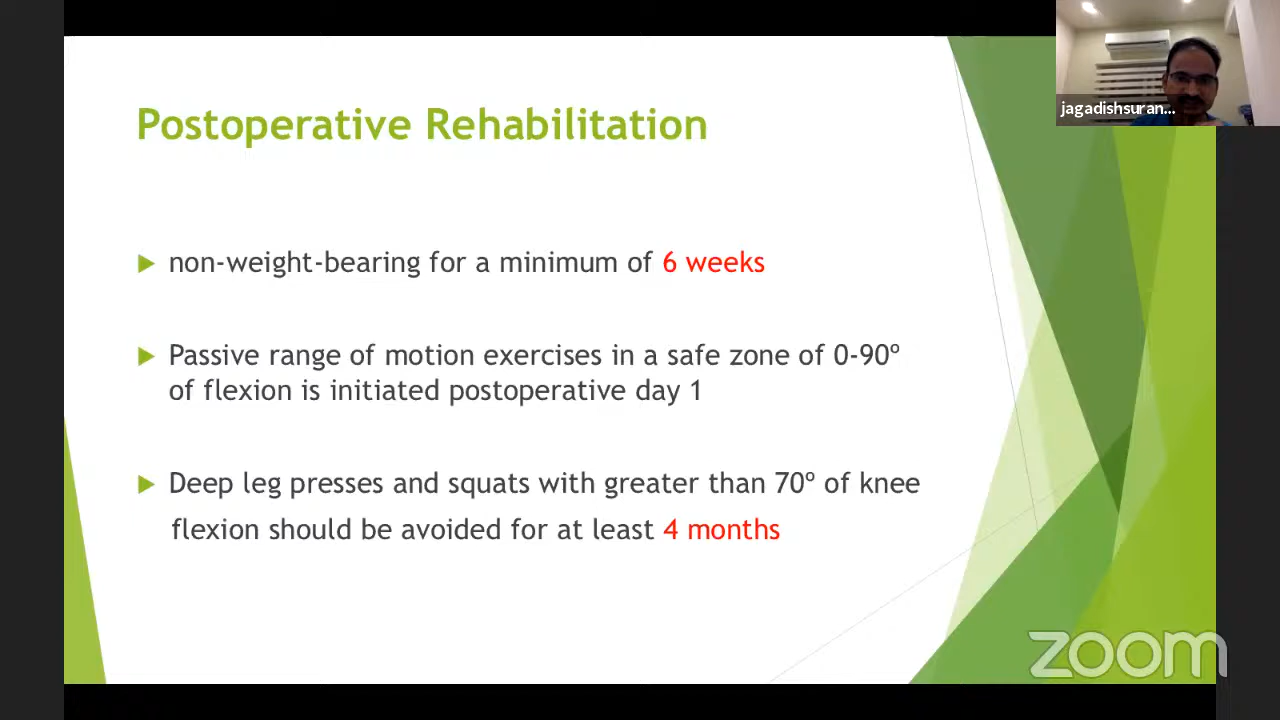 jagadishsuran...
Postoperative Rehabilitation
non-weight-bearing for a minimum of 6 weeks
Passive range of motion exercises in a safe zone of 0-90º
of flexion is initiated postoperative day 1
Deep leg presses and squats with greater than 70º of knee
flexion should be avoided for at least 4 months
zoom